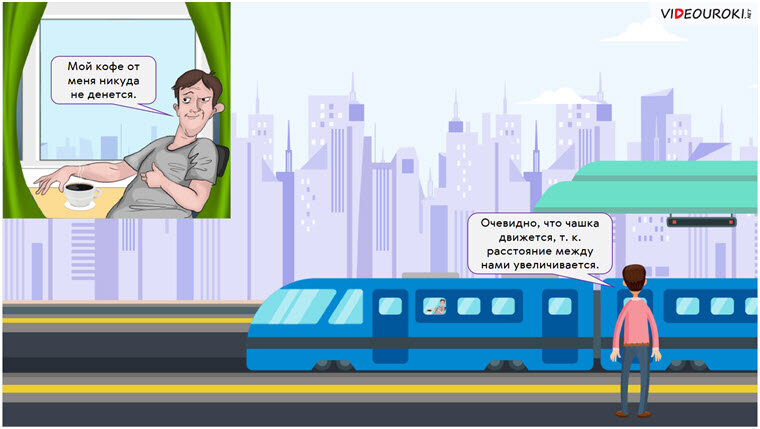 VIDEOUROKI.NET
Мой кофе от
меня никуда
не денется.
Очевидно, что чашка
движется, т. к.
расстояние между
нами увеличивается.